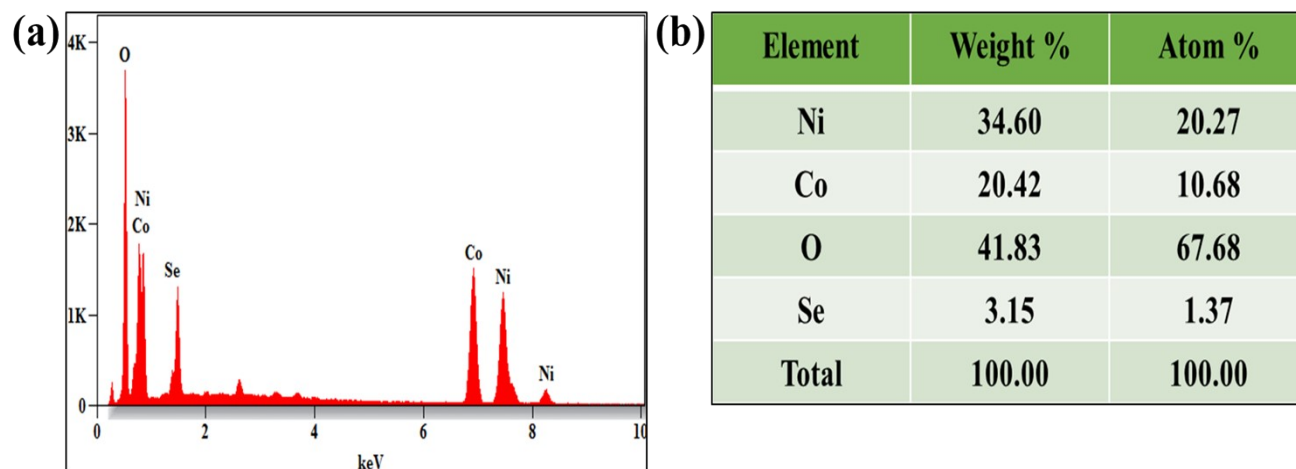 (a)
4K
3K
2K
1K
0
O
Ni
Co
Se
Co
Ni
Ni
0 2 4 6 8 10
keV
(b)
Element Weight % Atom %
Ni 34.60 20.27
Co 20.42 10.68
O 41.83 67.68
Se 3.15 1.37
Total 100.00 100.00